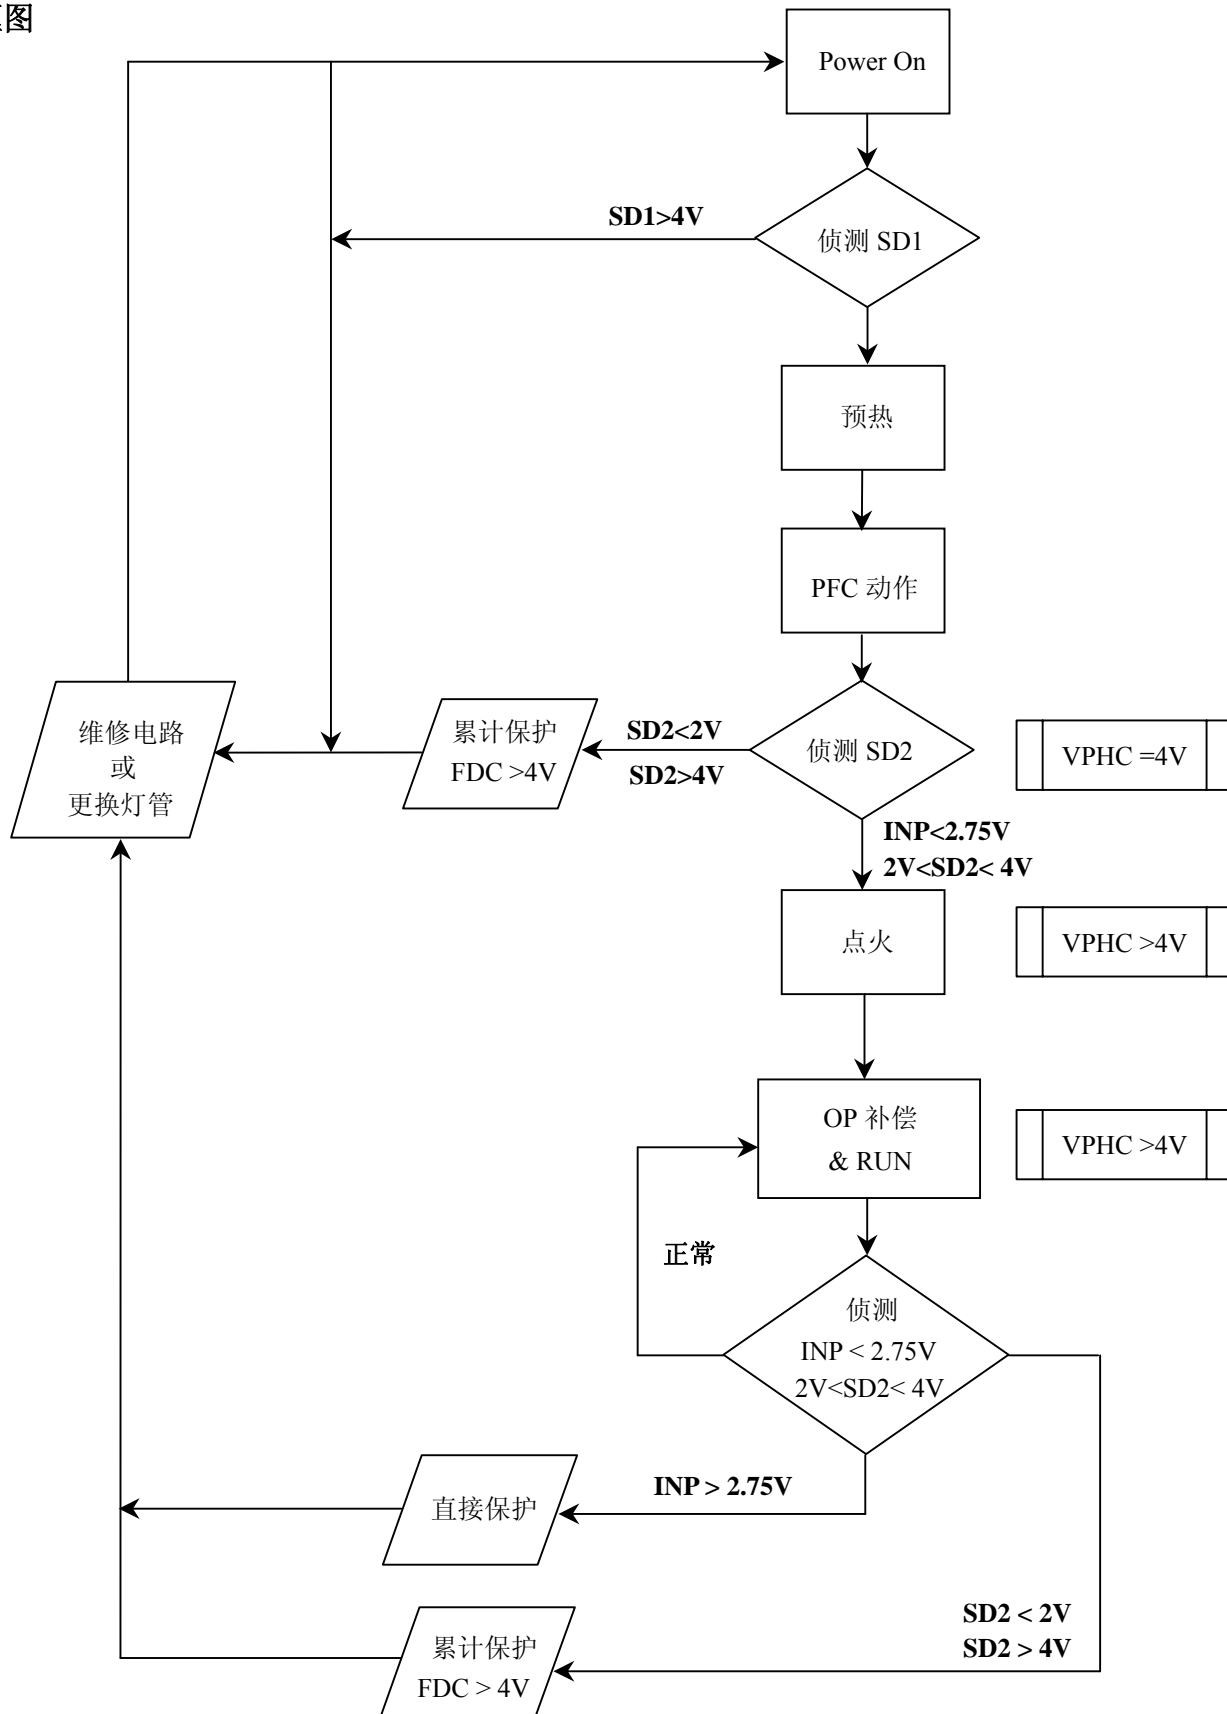 图
Power On
SD1>4V
侦测 SD1
预热
PFC 动作
维修电路
或
更换灯管
累计保护
FDC >4V
SD2<2V
SD2>4V
侦测 SD2
VPHC =4V
INP<2.75V
2V<SD2< 4V
点火
VPHC >4V
OP 补偿
& RUN
VPHC >4V
正常
侦测
INP < 2.75V
2V<SD2< 4V
INP > 2.75V
直接保护
SD2 < 2V
SD2 > 4V
累计保护
FDC > 4V